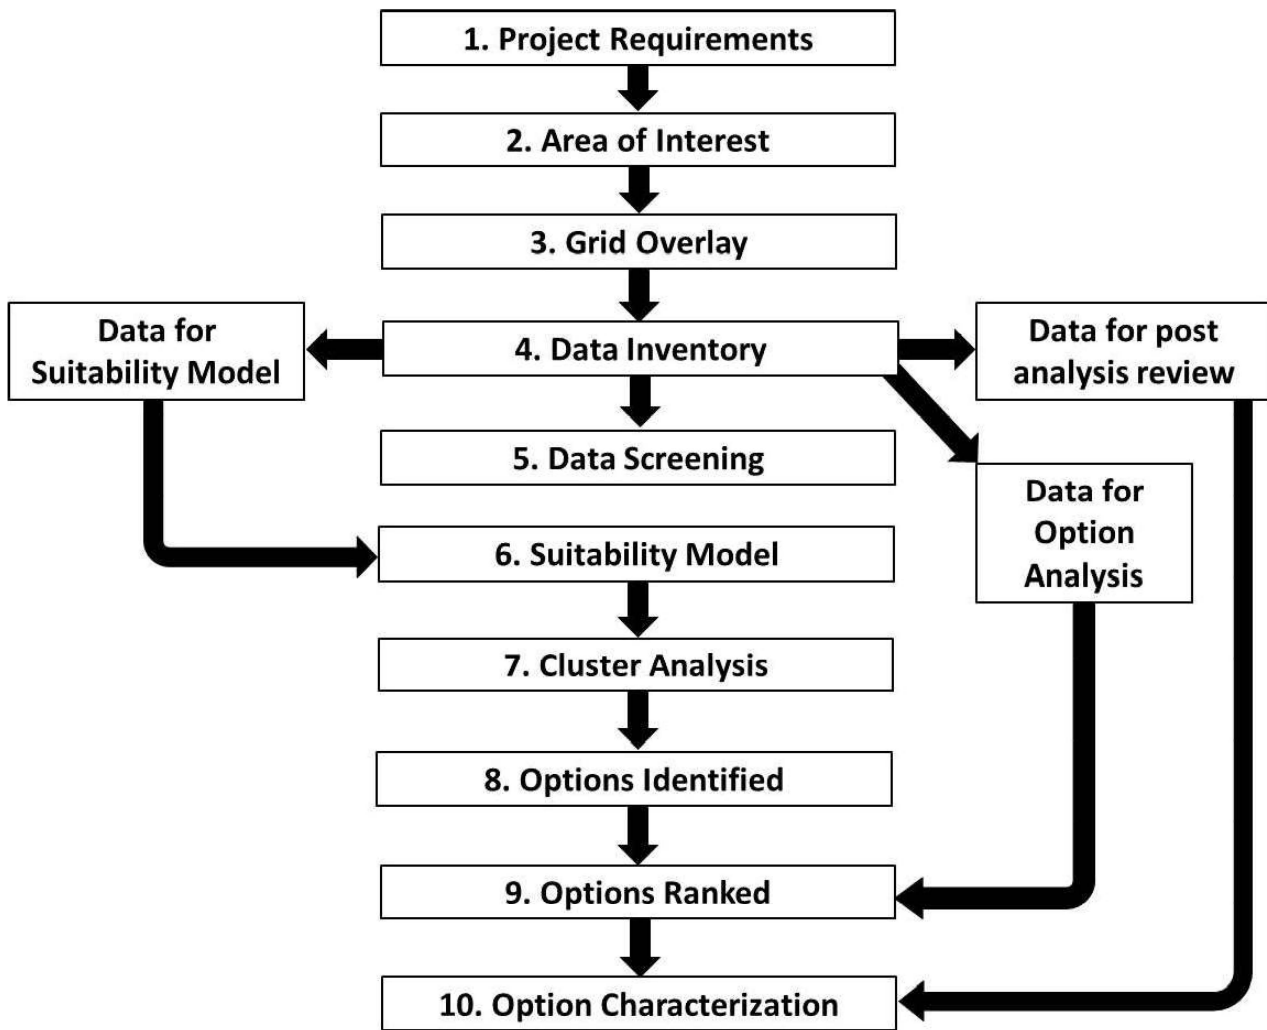 1. Project Requirements
2. Area of Interest
3. Grid Overlay
Data for
Suitability Model
4. Data Inventory
Data for post
analysis review
5. Data Screening
Data for
Option
Analysis
6. Suitability Model
7. Cluster Analysis
8. Options Identified
9. Options Ranked
10. Option Characterization